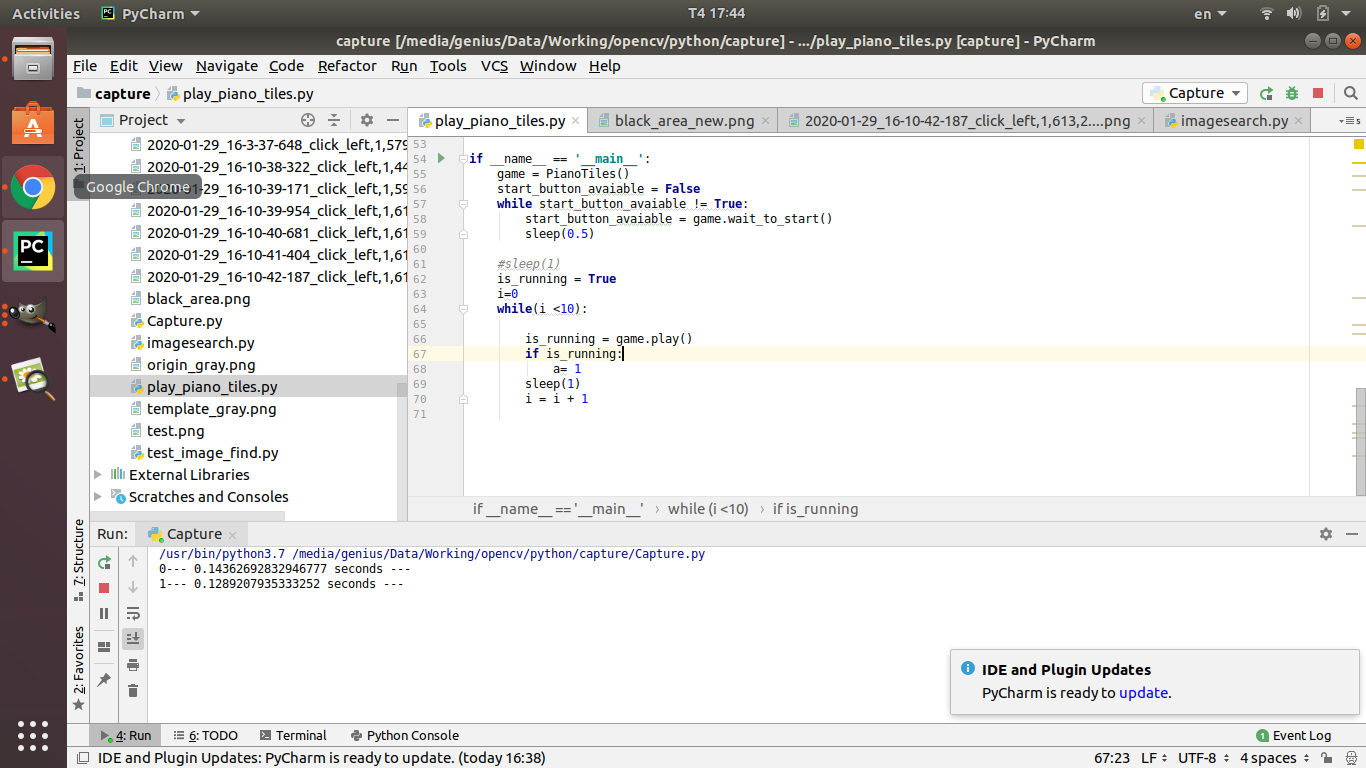 Activities PyCharm T4 17:44 en
capture [/media/genius/Data/Working/opencv/python/capture] - .../play_piano_tiles.py [capture] - PyCharm
File Edit View Navigate Code Refactor Run Tools VCS Window Help
capture play_piano_tiles.py Capture
1: Project
Project
play_piano_tiles.py black_area_new.png 2020-01-29_16-10-42-187_click_left,1,613,2....png imagesearch.py 5
2020-01-29_16-3-37-648_click_left,1,579
2020-01-29_16-10-38-322_click_left,1,44
_16-10-39-171_click_left,1,59
Google Chrome
2020-01-29_16-10-39-954_click_left,1,61
2020-01-29_16-10-40-681_click_left,1,61
2020-01-29_16-10-41-404_click_left,1,61
2020-01-29_16-10-42-187_click_left,1,61
black_area.png
Capture.py
imagesearch.py
origin_gray.png
play_piano_tiles.py
template_gray.png
test.png
test_image_find.py
External Libraries
Scratches and Consoles
53
54 if __name__ == '__main__':
55 game = PianoTiles()
56 start_button_avaiable = False
57 while start_button_avaiable != True:
58 start_button_avaiable = game.wait_to_start()
59 sleep(0.5)
60
61 #sleep(1)
62 is_running = True
63 i=0
64 while(i <10):
65
66 is_running = game.play()
67 if is_running:
68 a= 1
69 sleep(1)
70 i = i + 1
71
if __name__ == '__main__' › while (i <10) › if is_running
Run: Capture
7: Structure
2: Favorites
/usr/bin/python3.7 /media/genius/Data/Working/opencv/python/capture/Capture.py
0--- 0.14362692832946777 seconds ---
1--- 0.1289207935333252 seconds ---
IDE and Plugin Updates
PyCharm is ready to update.
4: Run 6: TODO Terminal Python Console 1 Event Log
IDE and Plugin Updates: PyCharm is ready to update. (today 16:38) 67:23 LF UTF-8 4 spaces